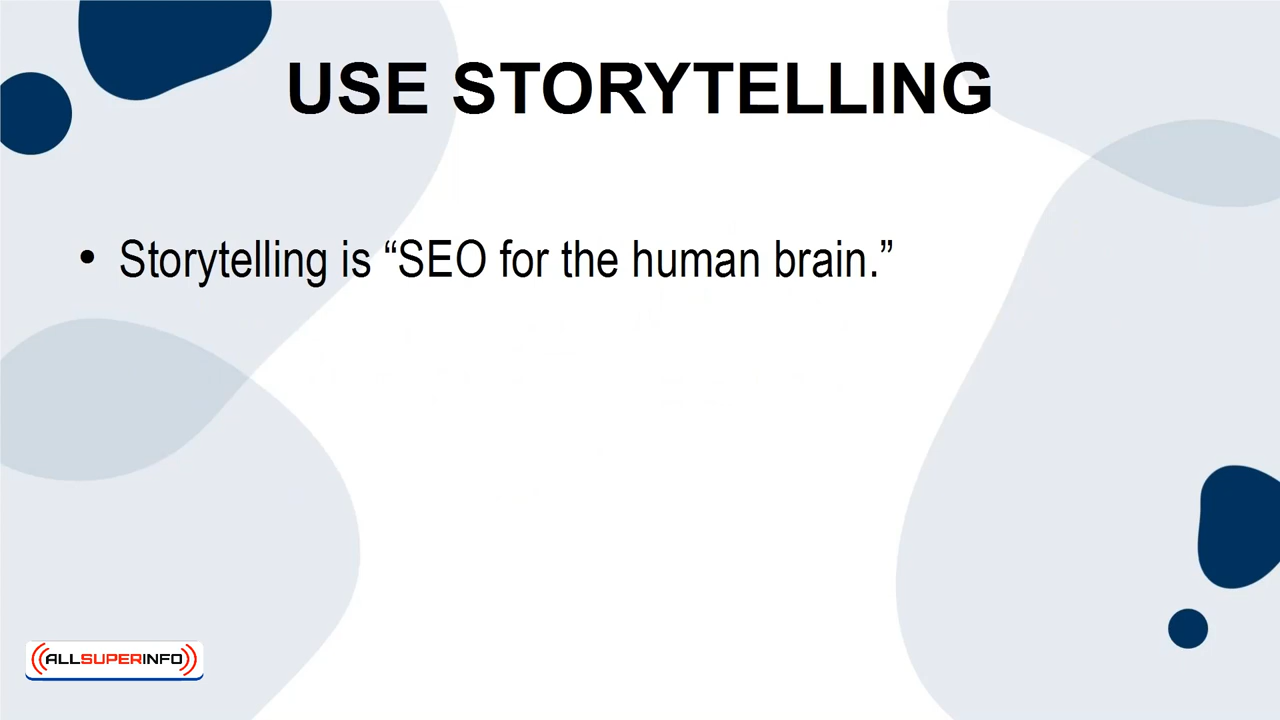 USE STORYTELLING
• Storytelling is “SEO for the human brain.”
ALLSUPERINFO